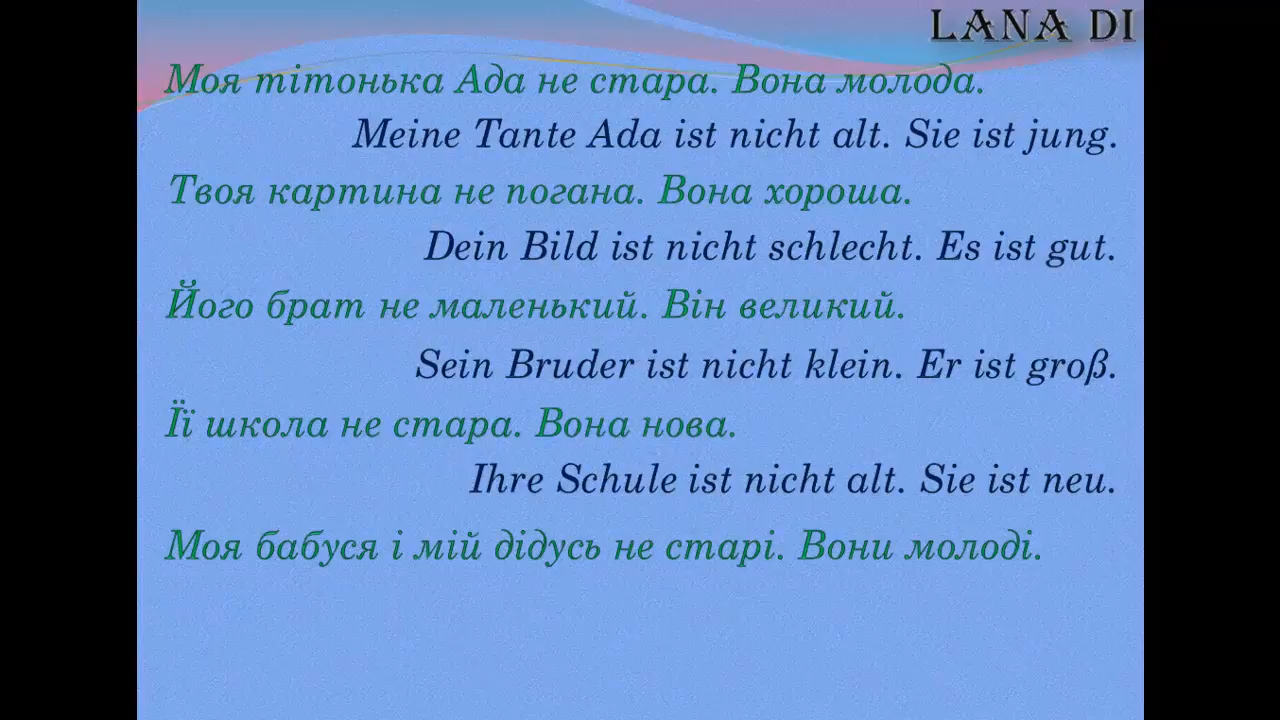 LANA DI
Моя тітонька Ада не стара. Вона молода.
Meine Tante Ada ist nicht alt. Sie ist jung.
Твоя картина не погана. Вона хороша.
Dein Bild ist nicht schlecht. Es ist gut.
Його брат не маленький. Він великий.
Sein Bruder ist nicht klein. Er ist groß.
Її школа не стара. Вона нова.
Ihre Schule ist nicht alt. Sie ist neu.
Моя бабуся і мій дідусь не старі. Вони молоді.